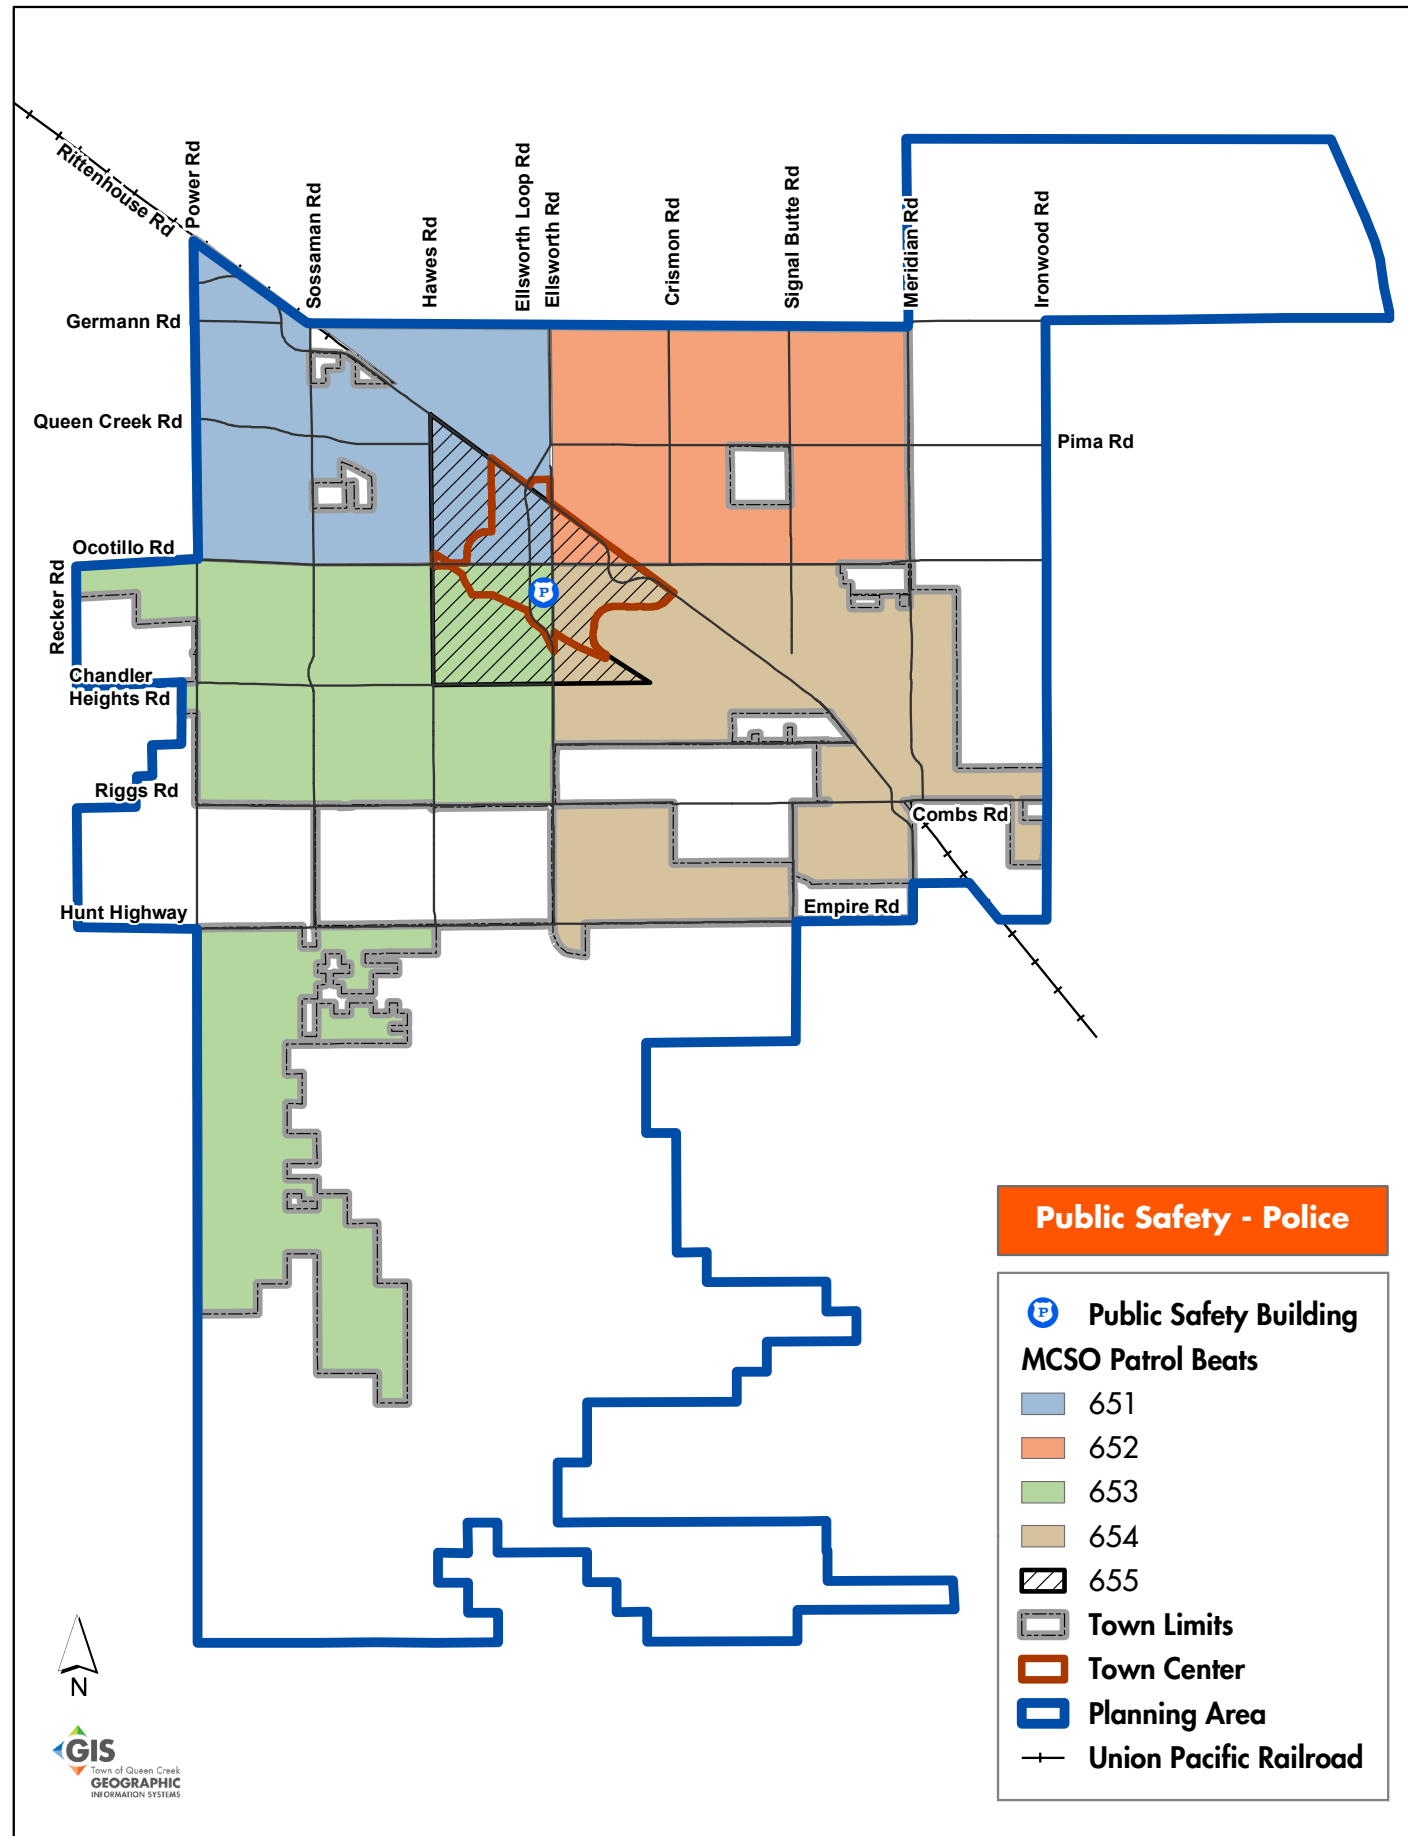 Rittenhouse Rd
Power Rd
Sossaman Rd
Hawes Rd
Ellsworth Loop Rd
Ellsworth Rd
Crismon Rd
Signal Butte Rd
Meridian Rd
Ironwood Rd
Germann Rd
Queen Creek Rd
Pima Rd
Ocotillo Rd
Recker Rd
P
Chandler
Heights Rd
Riggs Rd
Combs Rd
Hunt Highway
Empire Rd
Public Safety - Police
P
Public Safety Building
MCSO Patrol Beats
651
652
653
654
655
Town Limits
Town Center
Planning Area
Union Pacific Railroad
N
GIS
Town of Queen Creek
GEOGRAPHIC
INFORMATION SYSTEMS